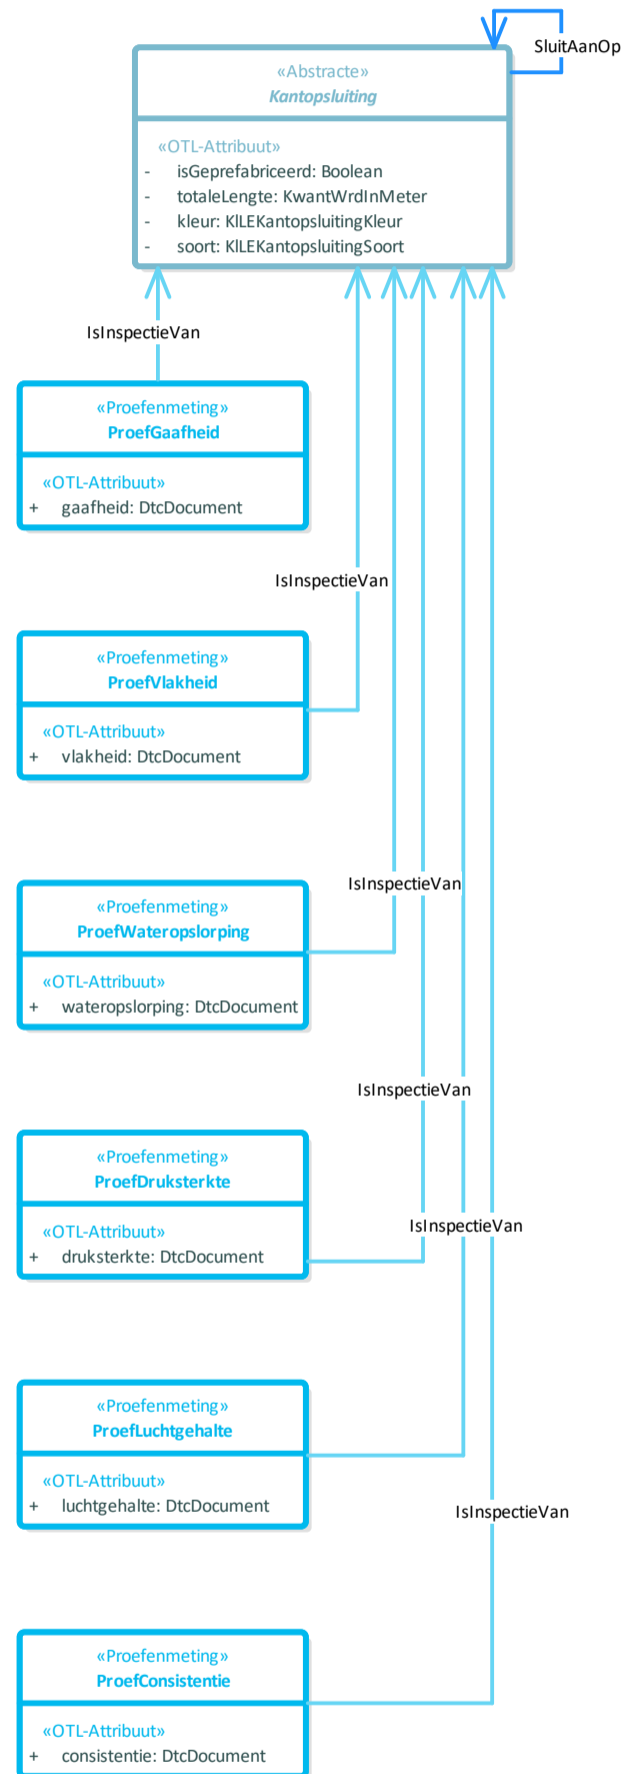 SluitAanOp
«Abstracte»
Kantopsluiting
«OTL-Attribuut»
- isGeprefabriceerd: Boolean
- totaleLengte: KwantWrdInMeter
- kleur: KlLEKantopsluitingKleur
- soort: KlLEKantopsluitingSoort
IsInspectieVan
«Proefenmeting»
ProefGaafheid
«OTL-Attribuut»
+ gaafheid: DtcDocument
IsInspectieVan
«Proefenmeting»
ProefVlakheid
«OTL-Attribuut»
+ vlakheid: DtcDocument
IsInspectieVan
«Proefenmeting»
ProefWateropslorping
«OTL-Attribuut»
+ wateropslorping: DtcDocument
IsInspectieVan
«Proefenmeting»
ProefDruksterkte
«OTL-Attribuut»
+ druksterkte: DtcDocument
IsInspectieVan
«Proefenmeting»
ProefLuchtgehalte
«OTL-Attribuut»
+ luchtgehalte: DtcDocument
IsInspectieVan
«Proefenmeting»
ProefConsistentie
«OTL-Attribuut»
+ consistentie: DtcDocument